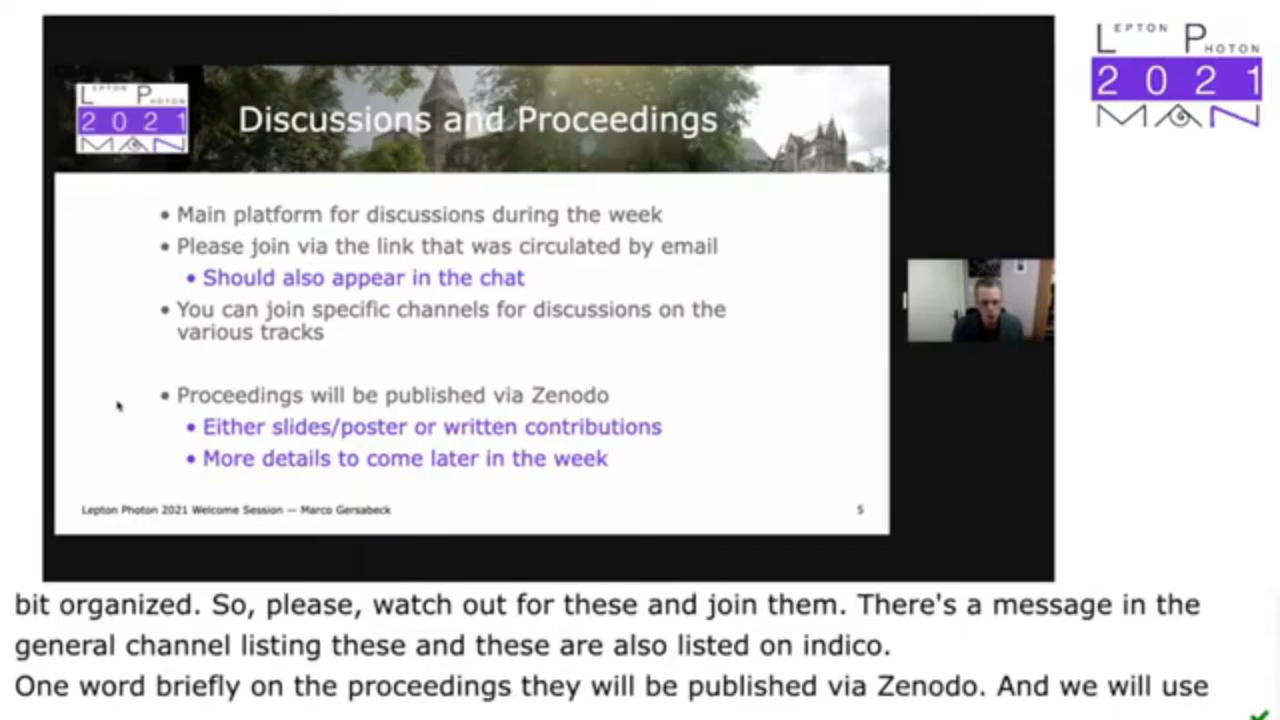 LEPTON PHOTON
2021
MAN
LEPTON PHOTON
2021
MAN
Discussions and Proceedings
• Main platform for discussions during the week
• Please join via the link that was circulated by email
• Should also appear in the chat
• You can join specific channels for discussions on the
various tracks
• Proceedings will be published via Zenodo
• Either slides/poster or written contributions
• More details to come later in the week
Lepton Photon 2021 Welcome Session — Marco Gersabeck
5
bit organized. So, please, watch out for these and join them. There's a message in the
general channel listing these and these are also listed on indico.
One word briefly on the proceedings they will be published via Zenodo. And we will use